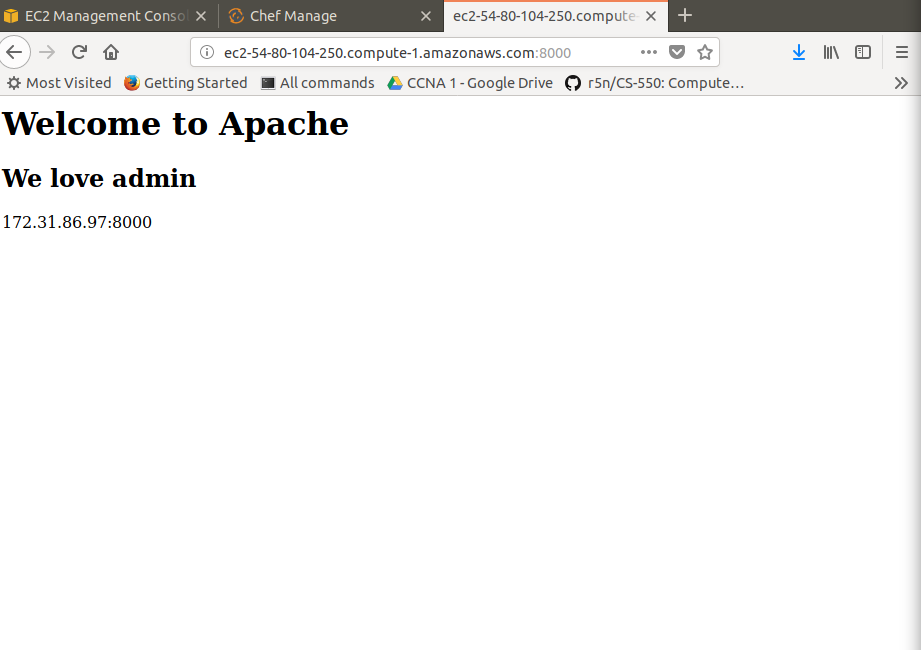 EC2 Management Conso
Chef Manage
ec2-54-80-104-250.compute-
ec2-54-80-104-250.compute-1.amazonaws.com:8000
Most Visited Getting Started All commands CCNA 1 - Google Drive r5n/CS-550: Compute…
Welcome to Apache
We love admin
172.31.86.97:8000